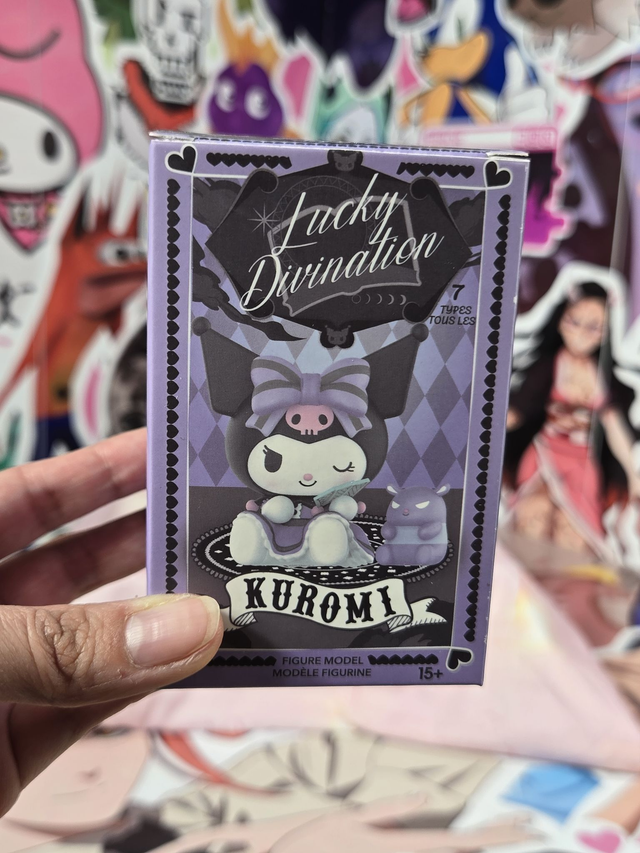 Lucky
Divination
7
TYPES
TOUS LES
KUROMI
FIGURE MODEL
MODÈLE FIGURINE
15+